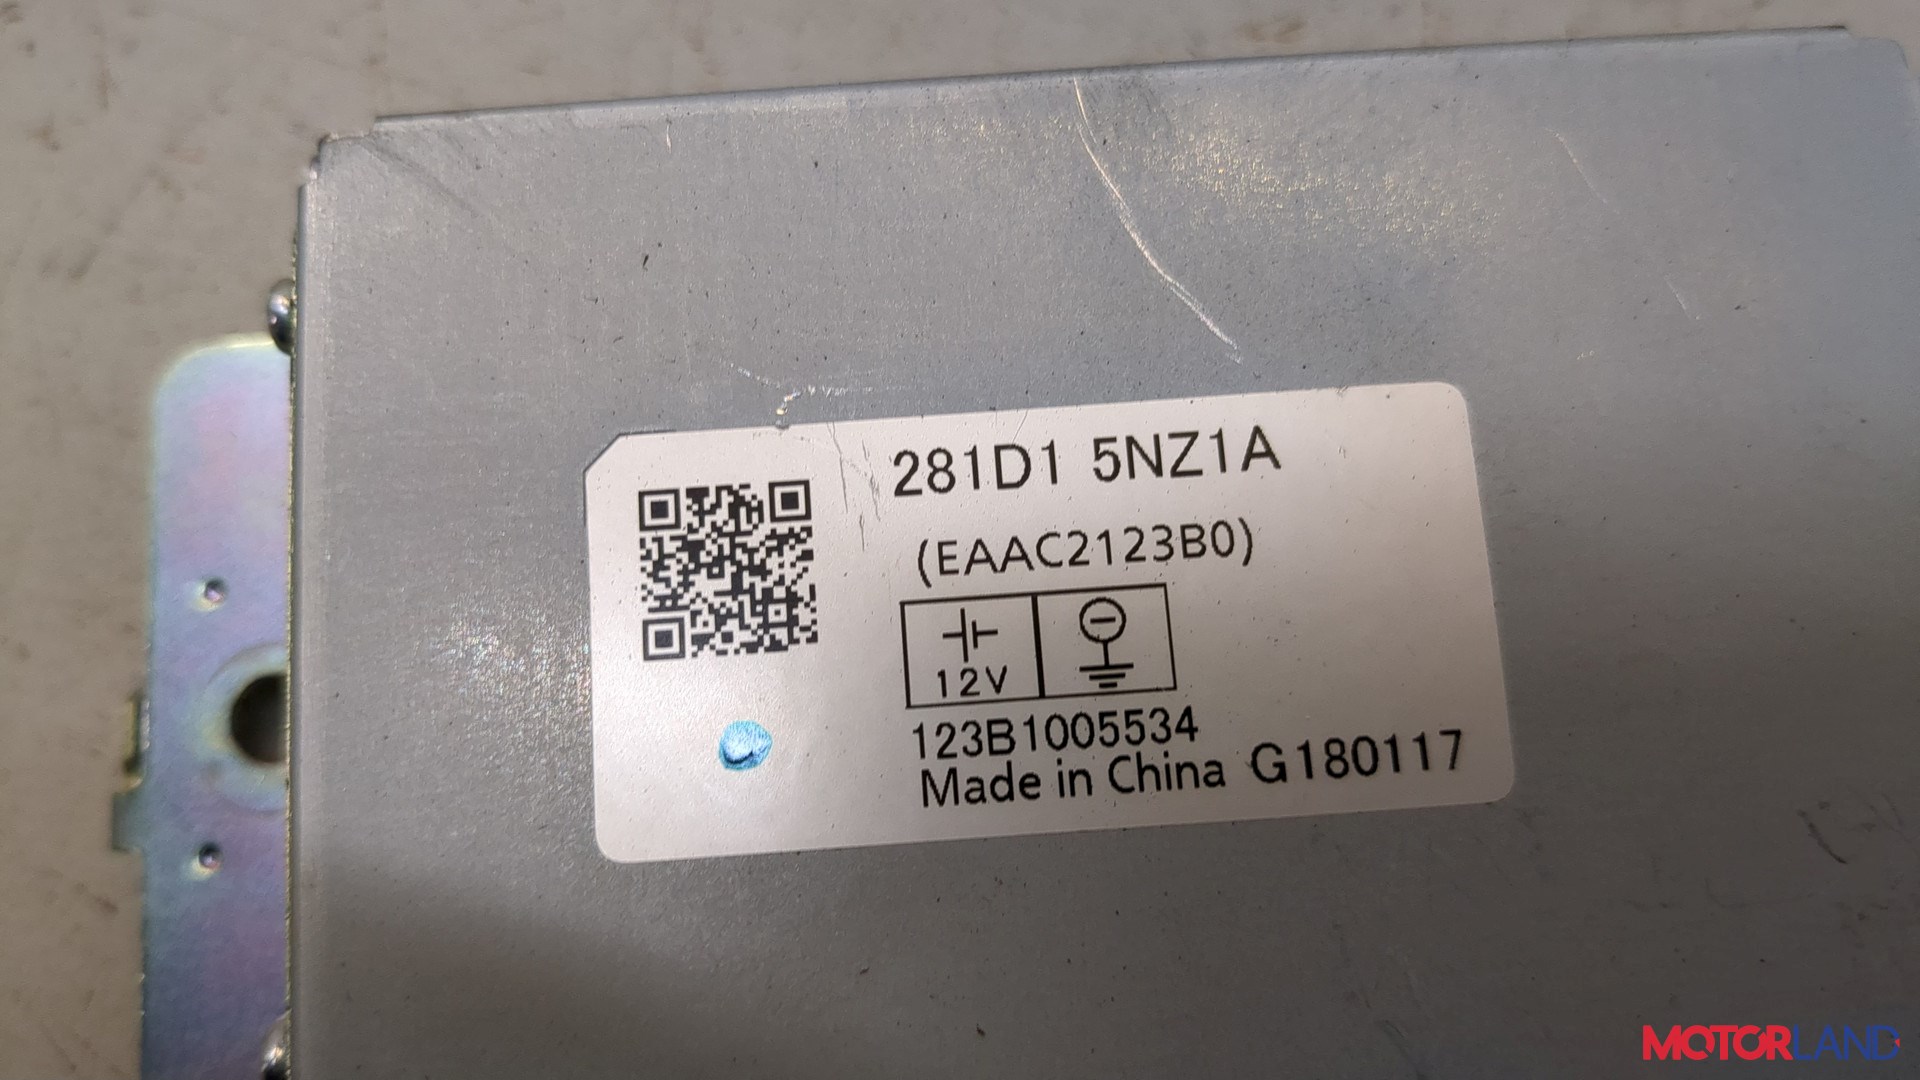 281D1 5NZ1A
(EAAC2123B0)
12V
123B1005534
Made in China G180117
MOTORLAND